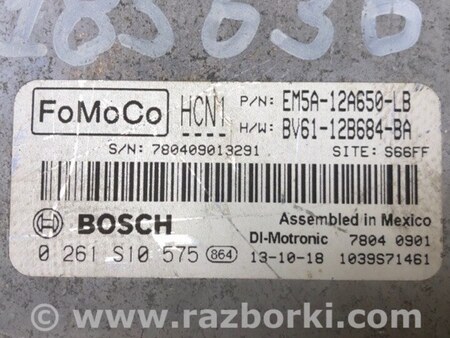 285636
FoMoCo HCN1 P/N: EM5A-12A650-LB
H/W: BV61-12B684-BA
S/N: 780409013291 SITE: S66FF
BOSCH Assembled in Mexico
DI-Motronic 7804 0901
0 261 S10 575 864 13-10-18 1039S71461
© www.razborki.com